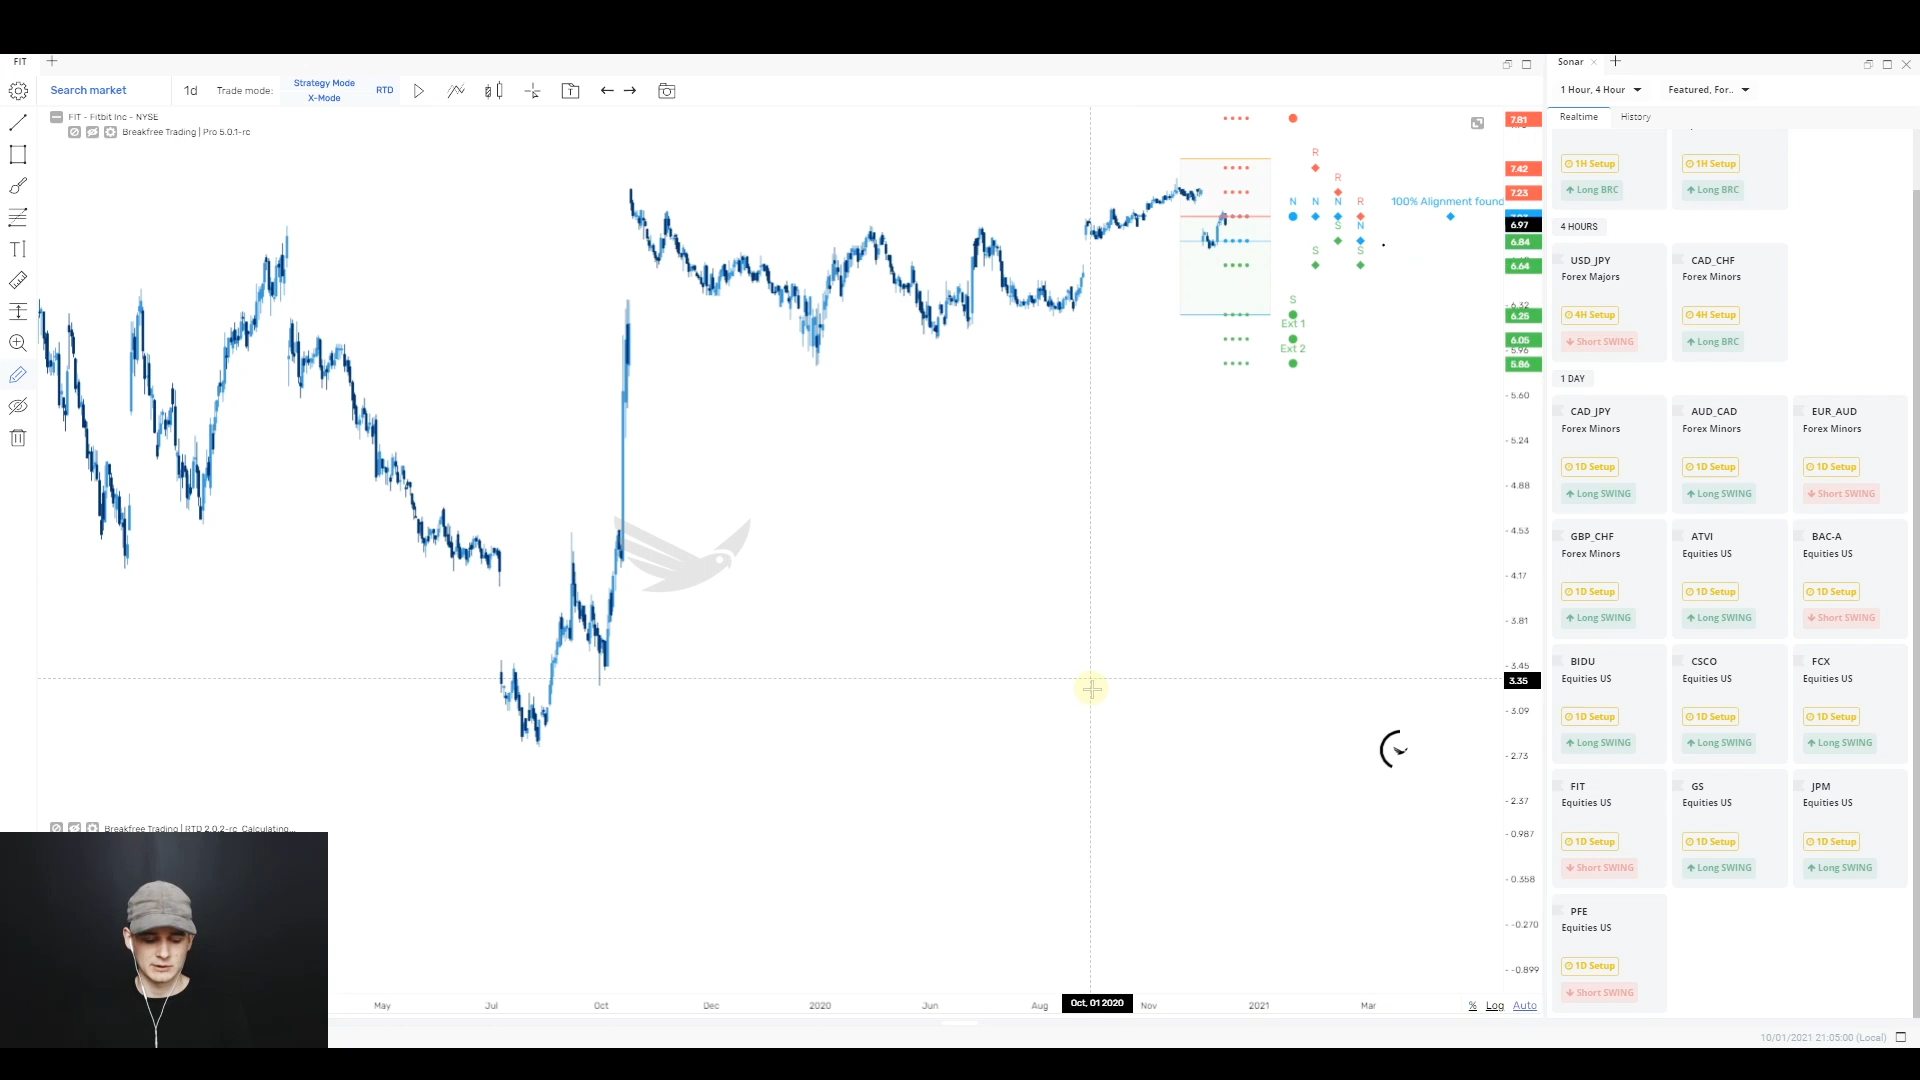 FIT
Search market
1d
Trade mode:
Strategy Mode
X-Mode
RTD
FIT - Fitbit Inc - NYSE
Breakfree Trading | Pro 5.0.1-rc
R
R
N N N R
S N
S S
S
Ext 1
Ext 2
100% Alignment found
7.81
7.42
7.23
6.97
6.84
6.64
6.32
6.25
6.05
5.96
5.86
5.60
5.24
4.88
4.53
4.17
3.81
3.45
3.35
3.09
2.73
2.37
0.987
0.358
-0.270
-0.899
Breakfree Trading | RTD 2.0.2-rc Calculating...
May Jul Oct Dec 2020 Jun Aug Oct, 01 2020 Nov 2021 Mar
% Log Auto
Sonar
1 Hour, 4 Hour
Featured, For..
Realtime
History
1H Setup 1H Setup
Long BRC Long BRC
4 HOURS
USD_JPY CAD_CHF
Forex Majors Forex Minors
4H Setup 4H Setup
Short SWING Long BRC
1 DAY
CAD_JPY AUD_CAD EUR_AUD
Forex Minors Forex Minors Forex Minors
1D Setup 1D Setup 1D Setup
Long SWING Long SWING Short SWING
GBP_CHF ATVI BAC-A
Forex Minors Equities US Equities US
1D Setup 1D Setup 1D Setup
Long SWING Long SWING Short SWING
BIDU CSCO FCX
Equities US Equities US Equities US
1D Setup 1D Setup 1D Setup
Long SWING Long SWING Long SWING
FIT GS JPM
Equities US Equities US Equities US
1D Setup 1D Setup 1D Setup
Short SWING Long SWING Long SWING
PFE
Equities US
1D Setup
Short SWING
10/01/2021 21:05:00 (Local)